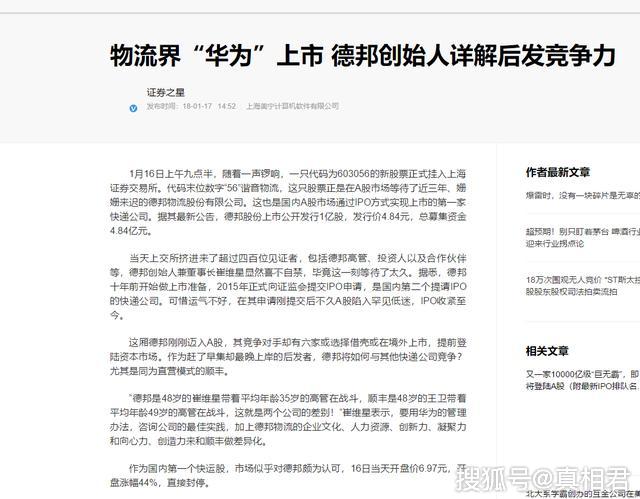 物流界“华为”上市 德邦创始人详解后发竞争力
证券之星
发布时间：18-01-17 14:52 上海美宁计算机软件有限公司
1月16日上午九点半，随着一声锣响，一只代码为603056的新股票正式挂入上海
证券交易所。代码末位数字“56”谐音物流，这只股票正是在A股市场等待了近三年、姗
姗来迟的德邦物流股份有限公司。这也是国内A股市场通过IPO方式实现上市的第一家
快递公司。据其最新公告，德邦股份上市公开发行1亿股，发行价4.84元，总募集资金
4.84亿元。
当天上交所挤进来了超过四百位见证者，包括德邦高管、投资人以及合作伙伴
等，德邦创始人兼董事长崔维星显然喜不自禁，毕竟这一刻等待了太久。据悉，德邦
十年前开始做上市准备，2015年正式向证监会提交IPO申请，是国内第二个提请IPO
的快递公司。可惜运气不好，在其申请刚提交后不久A股陷入罕见低迷，IPO收紧至
今。
这厢德邦刚刚迈入A股，其竞争对手却有六家或选择借壳或在境外上市，提前登
陆资本市场。作为赶了早集却最晚上岸的后发者，德邦将如何与其他快递公司竞争？
尤其是同为直营模式的顺丰。
“德邦是48岁的崔维星带着平均年龄35岁的高管在战斗，顺丰是48岁的王卫带着
平均年龄49岁的高管在战斗，这就是两个公司的差别！”崔维星表示，要用华为的管理
办法，咨询公司的最佳实践，加上德邦物流的企业文化、人力资源、创新力、凝聚力
和向心力、创造力来和顺丰做差异化。
作为国内第一个快运股，市场似乎对德邦颇为认可，16日当天开盘价6.97元，开
盘涨幅44%，直接封停。
作者最新文章
爆雷时，没有一块碎片是无辜的
超预期！别只盯着茅台 啤酒行业
迎来行业拐点论
18万次围观无人竞价 *ST斯太控
股股东股权司法拍卖流拍
相关文章
又一家10000亿级“巨无霸”，即
将登陆A股（附最新IPO排队名
北大系学霸创办的互金公司在美
搜狐号@真相君